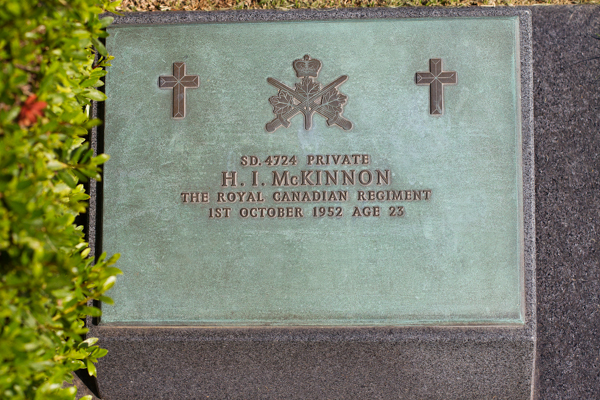 SD. 4724 PRIVATE
H. I. McKINNON
THE ROYAL CANADIAN REGIMENT
1ST OCTOBER 1952 AGE 23